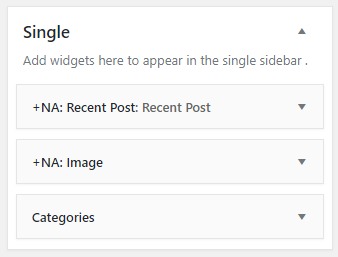 Single
Add widgets here to appear in the single sidebar .
+NA: Recent Post: Recent Post
+NA: Image
Categories